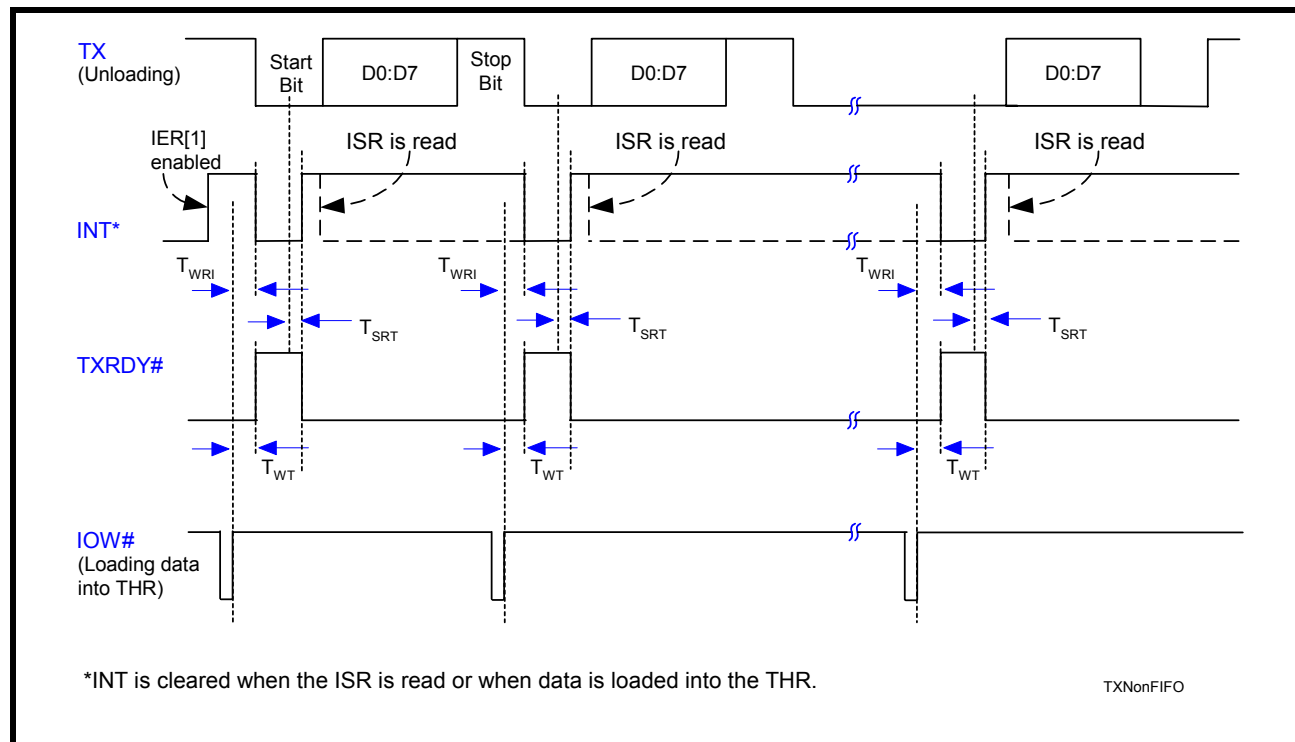 TX
(Unloading)
Start
Bit
D0:D7
Stop
Bit
D0:D7
D0:D7
IER[1]
enabled
ISR is read
ISR is read
ISR is read
INT*
TWRI
TWRI
TWRI
TSRT
TSRT
TSRT
TXRDY#
TWT
TWT
TWT
IOW#
(Loading data
into THR)
*INT is cleared when the ISR is read or when data is loaded into the THR.
TXNonFIFO